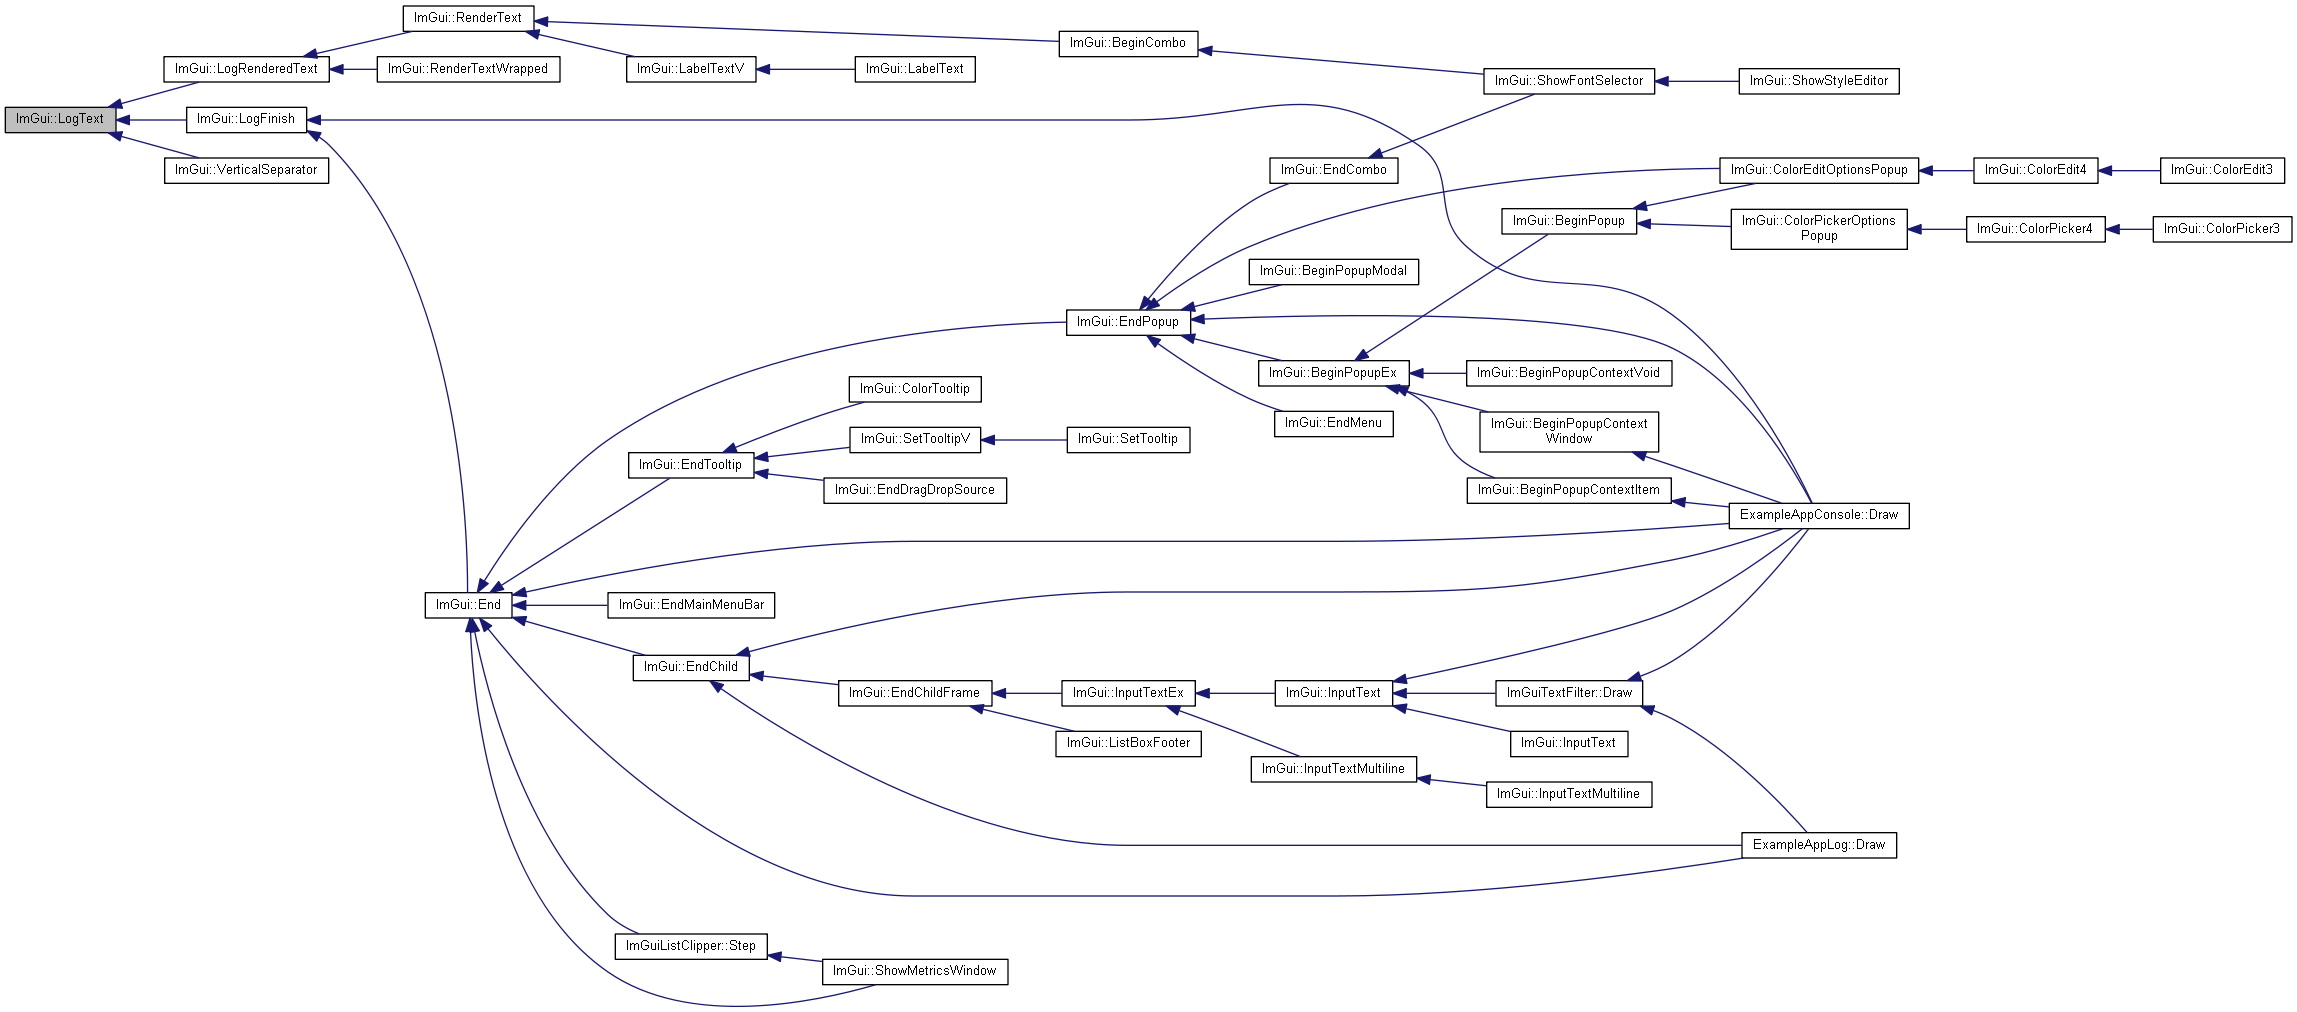 ImGui::RenderText
ImGui::BeginCombo
ImGui::LogRenderedText
ImGui::RenderTextWrapped
ImGui::LabelTextV
ImGui::LabelText
ImGui::ShowFontSelector
ImGui::ShowStyleEditor
ImGui::LogText
ImGui::LogFinish
ImGui::VerticalSeparator
ImGui::EndCombo
ImGui::ColorEditOptionsPopup
ImGui::ColorEdit4
ImGui::ColorEdit3
ImGui::BeginPopup
ImGui::ColorPickerOptions
Popup
ImGui::ColorPicker4
ImGui::ColorPicker3
ImGui::BeginPopupModal
ImGui::EndPopup
ImGui::BeginPopupEx
ImGui::BeginPopupContextVoid
ImGui::ColorTooltip
ImGui::EndMenu
ImGui::BeginPopupContext
Window
ImGui::SetTooltipV
ImGui::SetTooltip
ImGui::EndTooltip
ImGui::EndDragDropSource
ImGui::BeginPopupContextItem
ExampleAppConsole::Draw
ImGui::End
ImGui::EndMainMenuBar
ImGui::EndChild
ImGui::EndChildFrame
ImGui::InputTextEx
ImGui::InputText
ImGuiTextFilter::Draw
ImGui::ListBoxFooter
ImGui::InputText
ImGui::InputTextMultiline
ImGui::InputTextMultiline
ExampleAppLog::Draw
ImGuiListClipper::Step
ImGui::ShowMetricsWindow